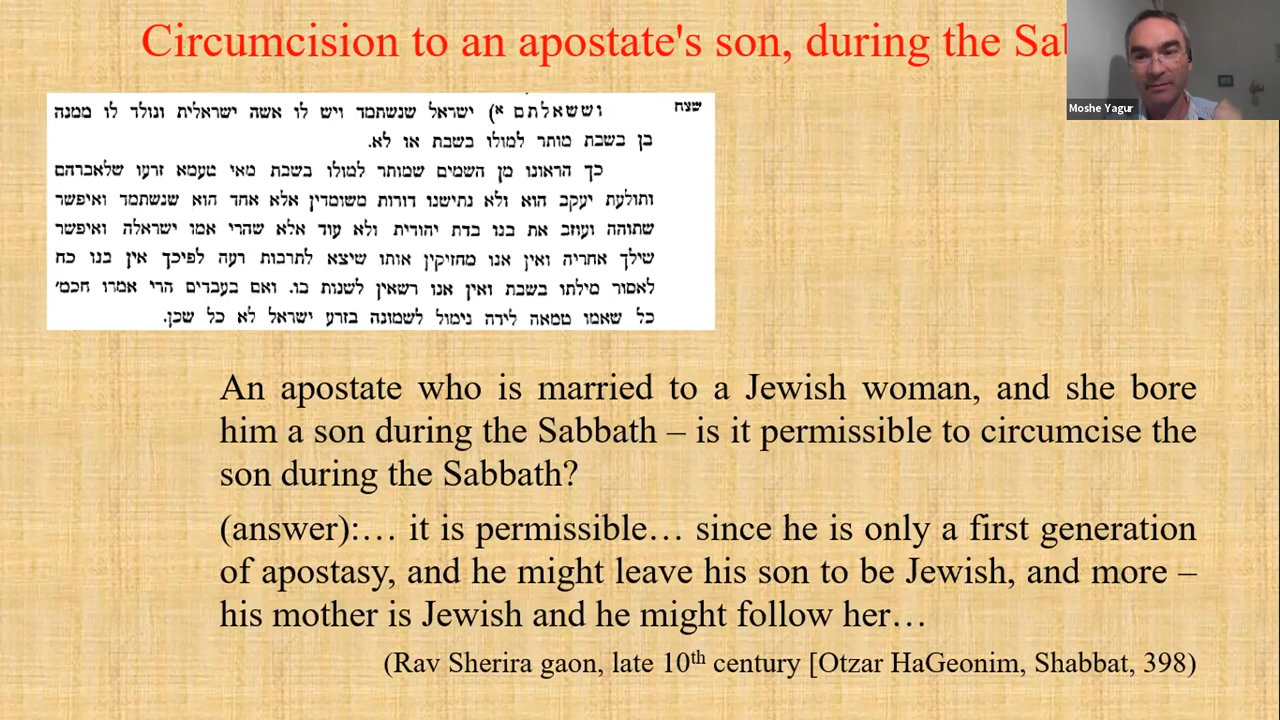 Circumcision to an apostate's son, during the
Moshe Yagur
שצח
וששאלתם א) ישראל שנשתמד ויש לו אשה ישראלית ונולד לו ממנה
בן בשבת מותר למולו בשבת או לא.
כך הראונו מן השמים שמותר למולו בשבת מאי טעמא זרעו שלאברהם
ותולעת יעקב הוא ולא נתישנו דורות משומדין אלא אחד הוא שנשתמד ואיפשר
שתוהה ועוזב את בנו בדת יהודית ולא עוד אלא שהרי אמו ישראלה ואיפשר
שילך אחריה ואין אנו מחזיקין אותו שיצא לתרבות רעה לפיכך אין בנו כח
לאסור מילתו בשבת ואין אנו רשאין לשנות בו. ואם בעבדים הרי אמרו חכמ׳
כל שאמו טמאה לידה נימול לשמונה בזרע ישראל לא כל שכן.
An apostate who is married to a Jewish woman, and she bore
him a son during the Sabbath – is it permissible to circumcise the
son during the Sabbath?
(answer):… it is permissible… since he is only a first generation
of apostasy, and he might leave his son to be Jewish, and more –
his mother is Jewish and he might follow her…
(Rav Sherira gaon, late 10th century [Otzar HaGeonim, Shabbat, 398)